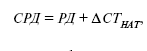 СРД = РД + ΔСТ_НАТ,